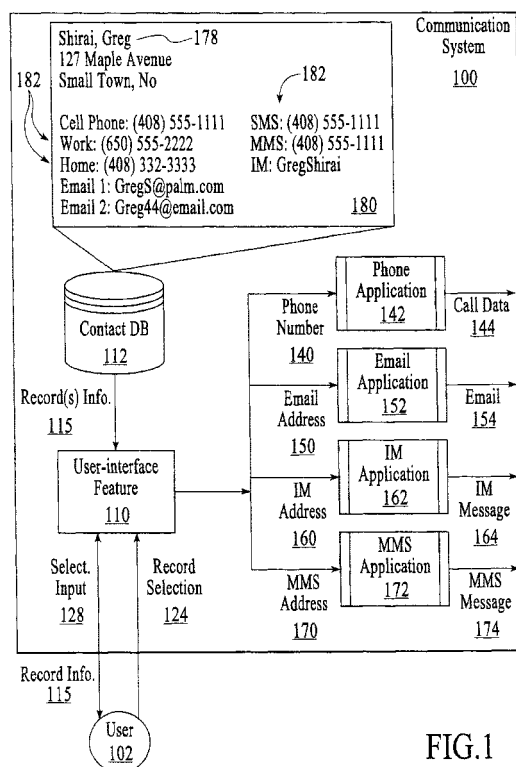 Communication
System
100
Shirai, Greg 178
127 Maple Avenue
Small Town, No
182
182
Cell Phone: (408) 555-1111
Work: (650) 555-2222
Home: (408) 332-3333
Email 1: GregS@palm.com
Email 2: Greg44@email.com
SMS: (408) 555-1111
MMS: (408) 555-1111
IM: GregShirai
180
Contact DB
112
Record(s) Info.
115
User-interface
Feature
110
Select.
Input
128
Record
Selection
124
Record Info.
115
User
102
Phone
Number
140
Phone
Application
142
Call Data
144
Email
Address
150
Email
Application
152
Email
154
IM
Address
160
IM
Application
162
IM
Message
164
MMS
Address
170
MMS
Application
172
MMS
Message
174
FIG.1